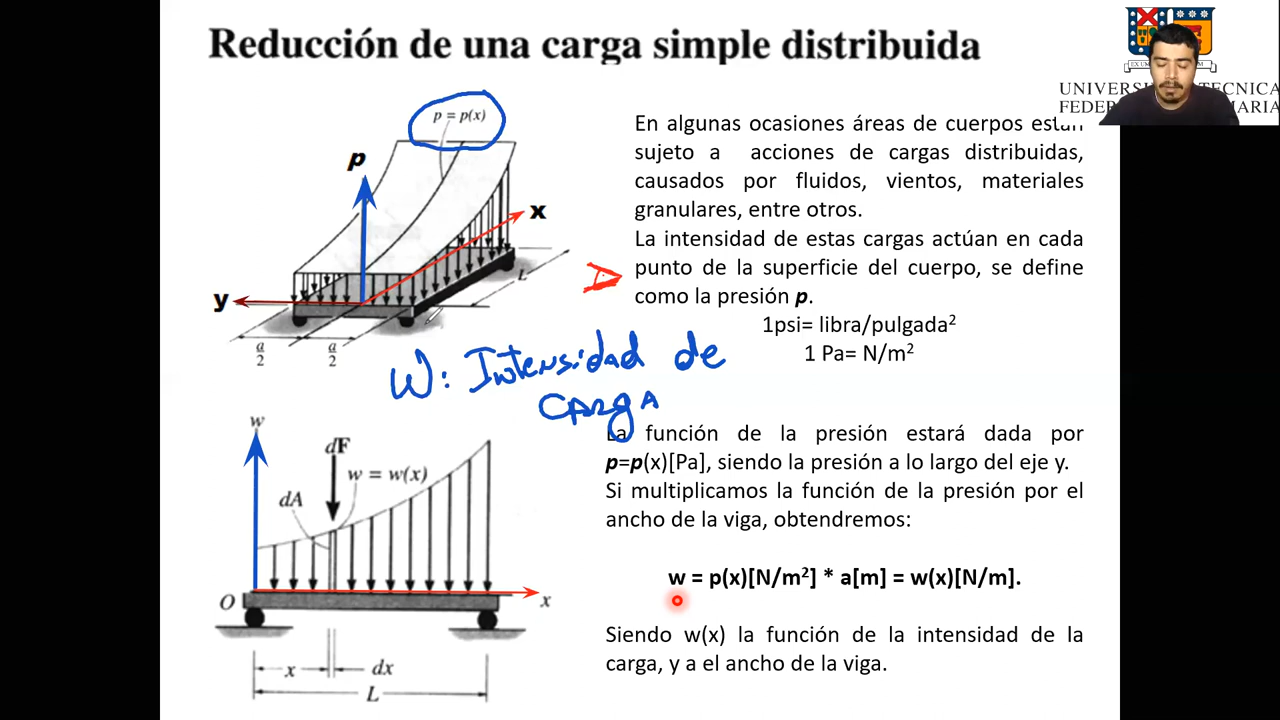 Reducción de una carga simple distribuida
UNIVERS TECNICA
FEDER MARIA
p = p(x)
p
x
y
L
a/2
a/2
En algunas ocasiones áreas de cuerpos están
sujeto a acciones de cargas distribuidas,
causados por fluidos, vientos, materiales
granulares, entre otros.
La intensidad de estas cargas actúan en cada
punto de la superficie del cuerpo, se define
como la presión p.
1psi= libra/pulgada²
1 Pa= N/m²
W: Intensidad de
carga
w
dF
w = w(x)
dA
O
x
x
dx
L
La función de la presión estará dada por
p=p(x)[Pa], siendo la presión a lo largo del eje y.
Si multiplicamos la función de la presión por el
ancho de la viga, obtendremos:
w = p(x)[N/m²] * a[m] = w(x)[N/m].
Siendo w(x) la función de la intensidad de la
carga, y a el ancho de la viga.